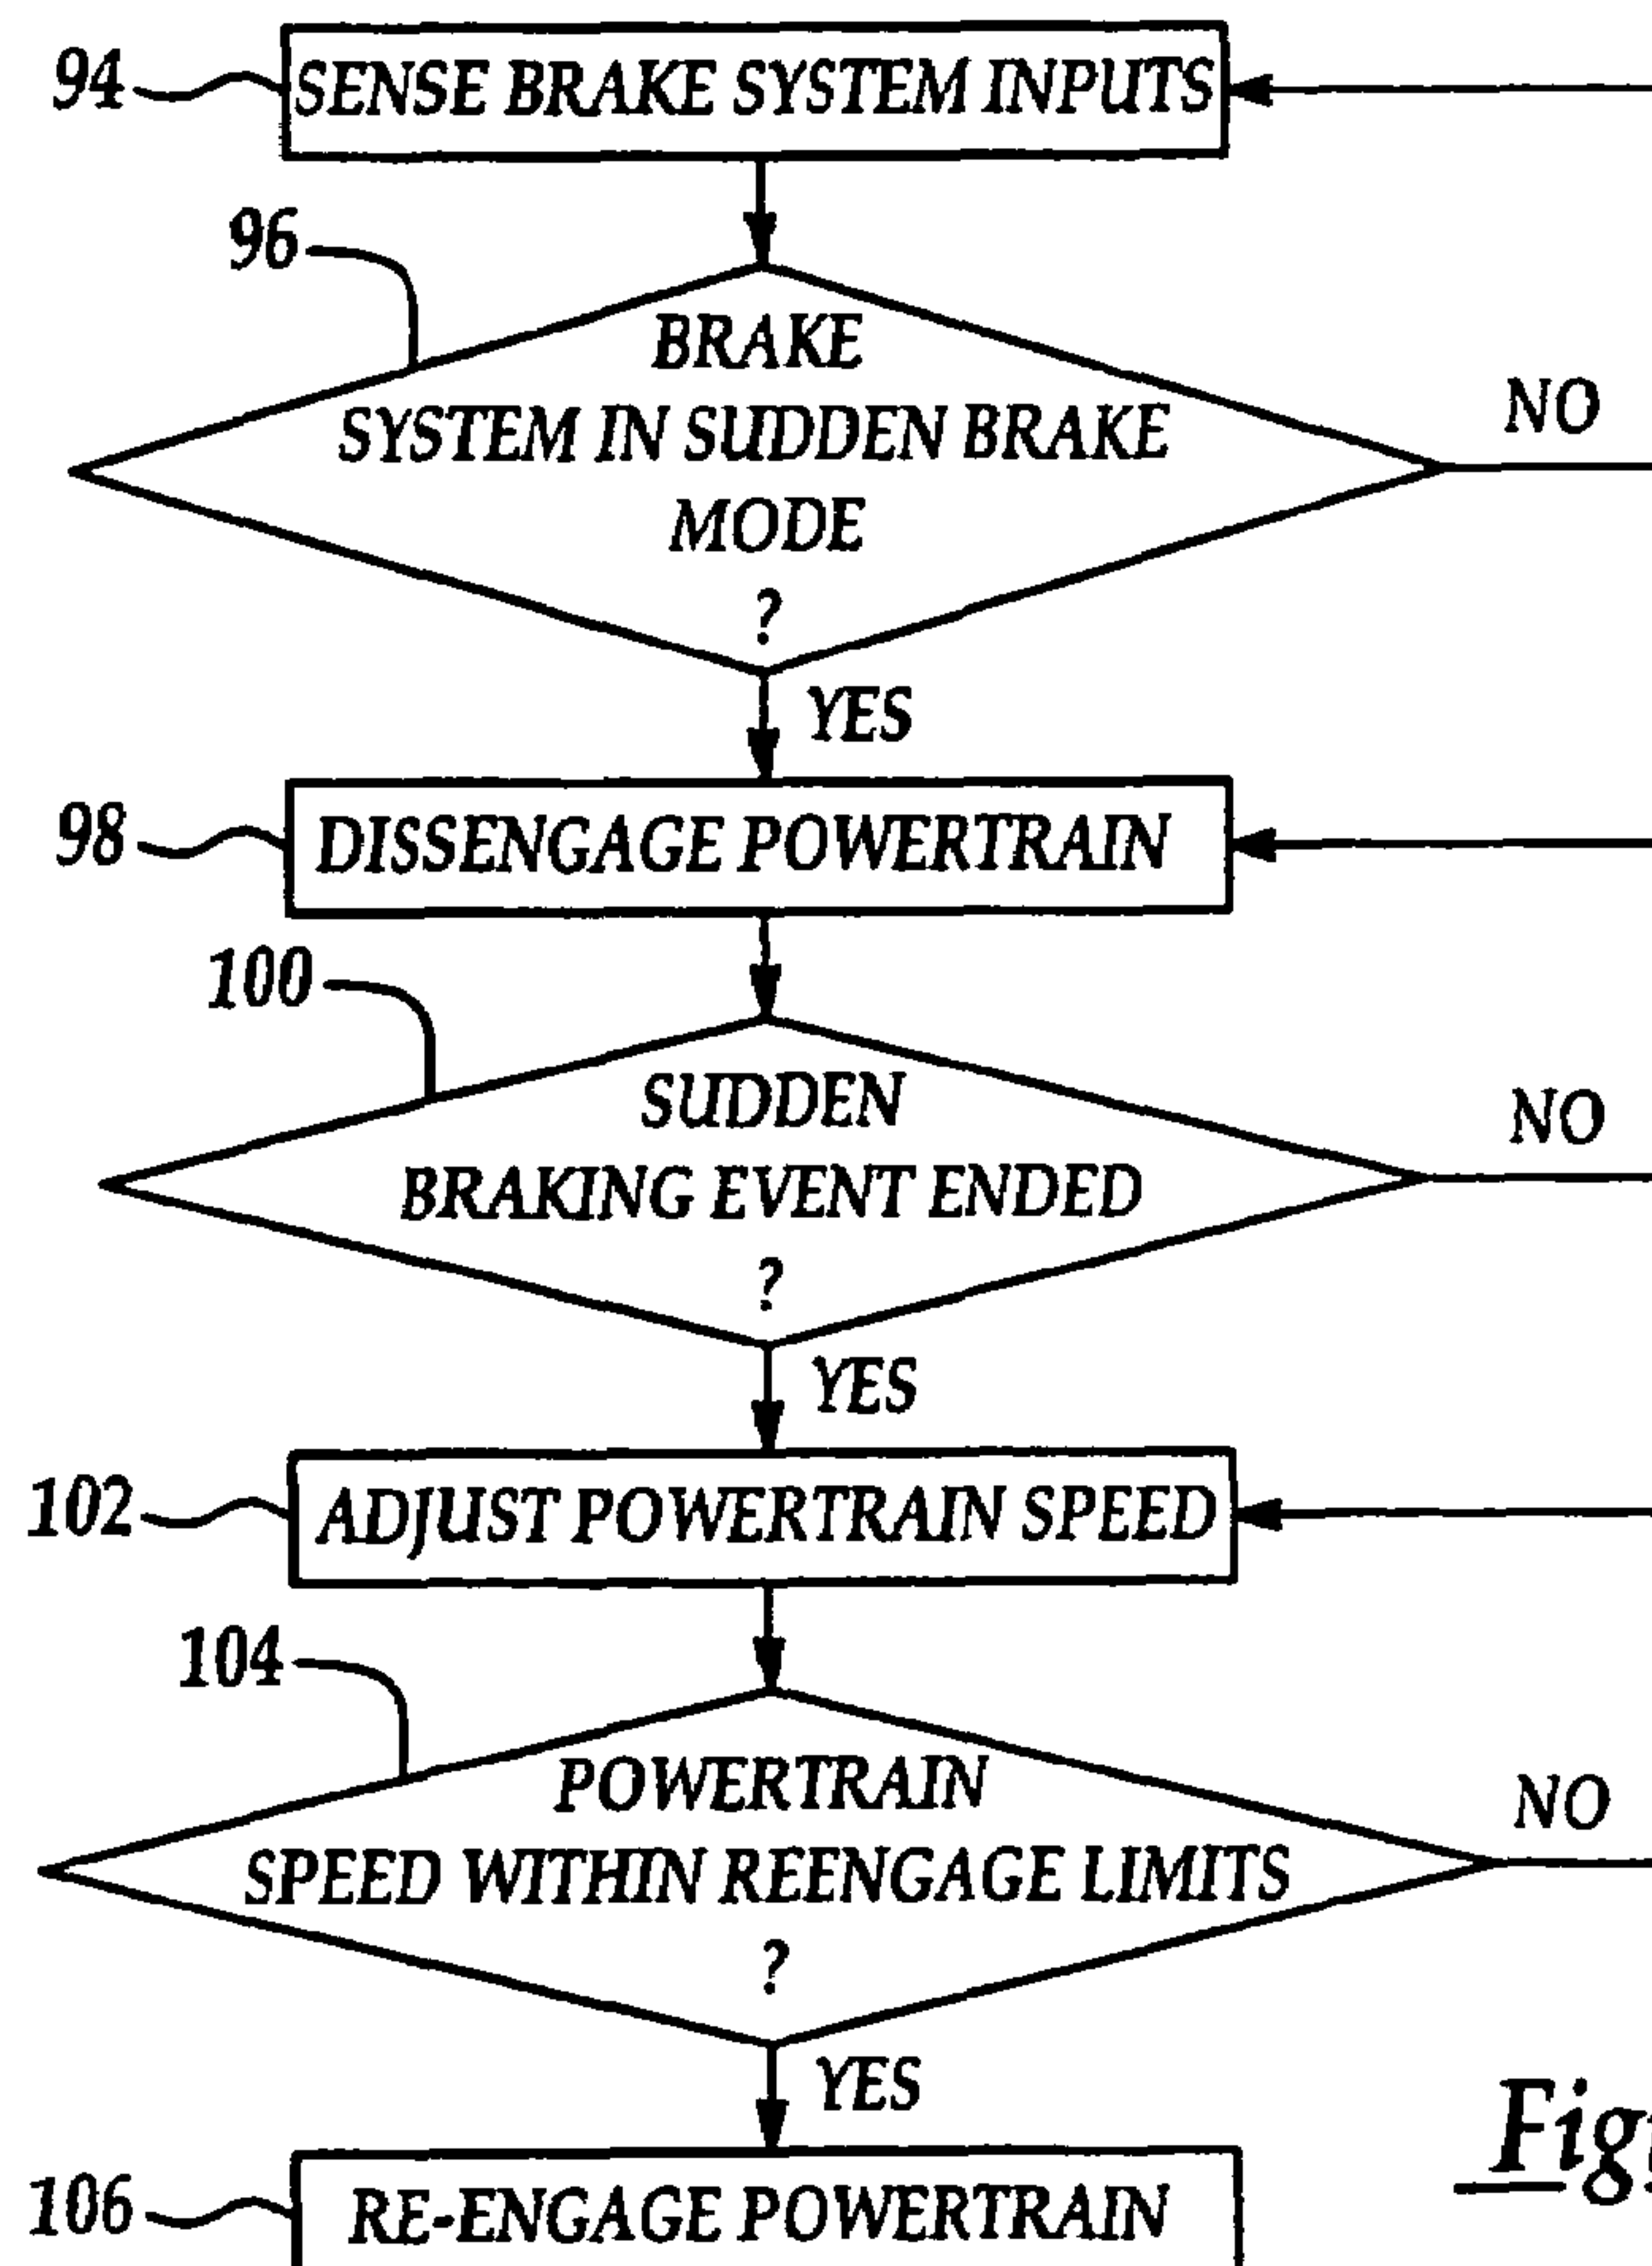 94
SENSE BRAKE SYSTEM INPUTS
96
BRAKE
SYSTEM IN SUDDEN BRAKE
MODE
?
NO
YES
98
DISSENGAGE POWERTRAIN
100
SUDDEN
BRAKING EVENT ENDED
?
NO
YES
102
ADJUST POWERTRAIN SPEED
104
POWERTRAIN
SPEED WITHIN REENGAGE LIMITS
?
NO
YES
106
RE-ENGAGE POWERTRAIN